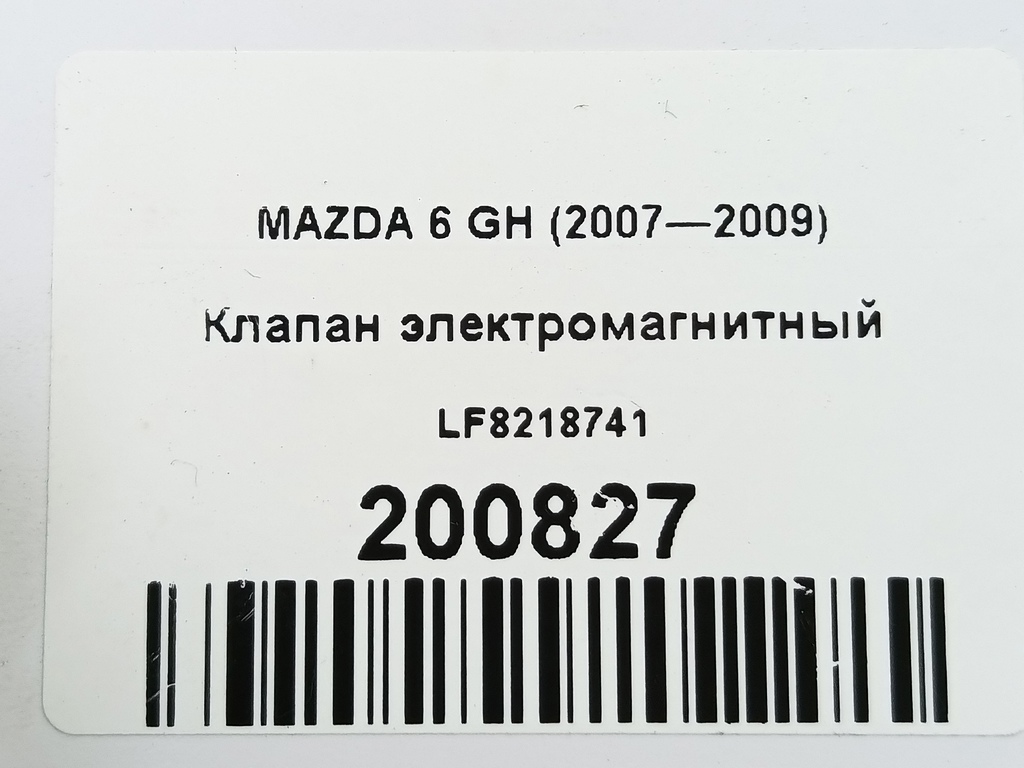 MAZDA 6 GH (2007—2009)
Клапан электромагнитный
LF8218741
200827